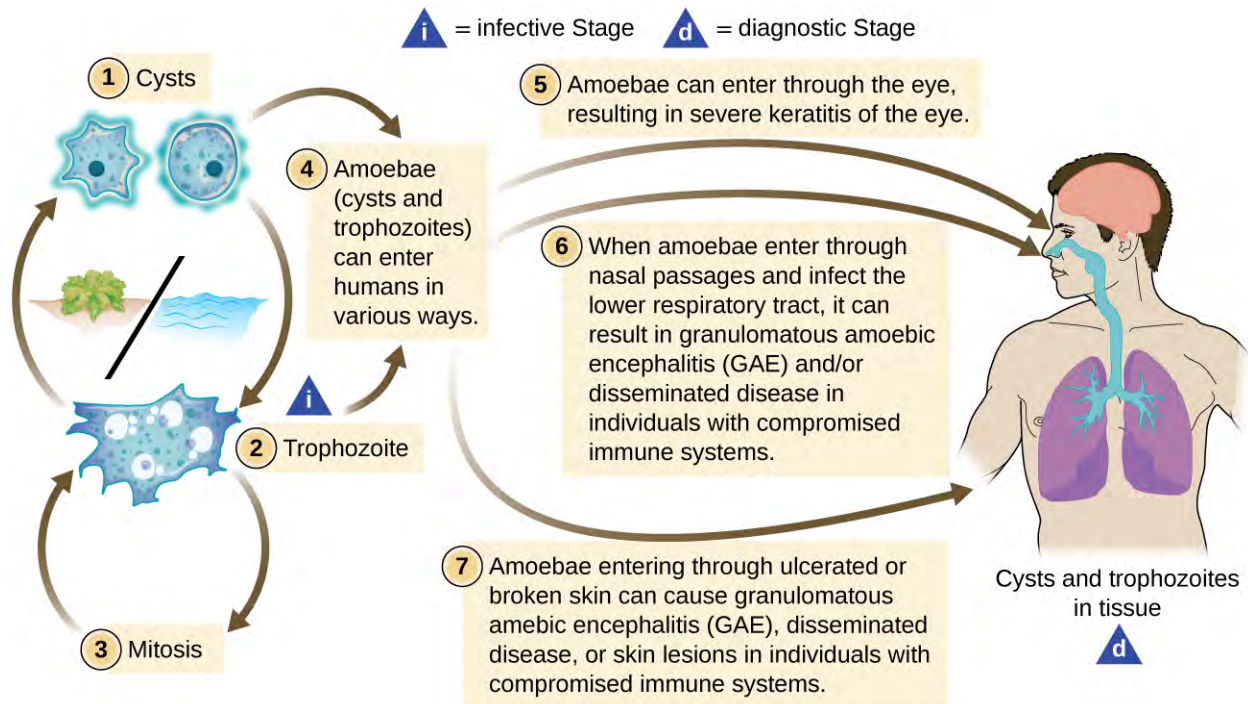 i = infective Stage d = diagnostic Stage
1 Cysts
5 Amoebae can enter through the eye,
resulting in severe keratitis of the eye.
4 Amoebae
(cysts and
trophozoites)
can enter
humans in
various ways.
6 When amoebae enter through
nasal passages and infect the
lower respiratory tract, it can
result in granulomatous amoebic
encephalitis (GAE) and/or
disseminated disease in
individuals with compromised
immune systems.
i
2 Trophozoite
7 Amoebae entering through ulcerated or
broken skin can cause granulomatous
amebic encephalitis (GAE), disseminated
disease, or skin lesions in individuals with
compromised immune systems.
3 Mitosis
Cysts and trophozoites
in tissue
d